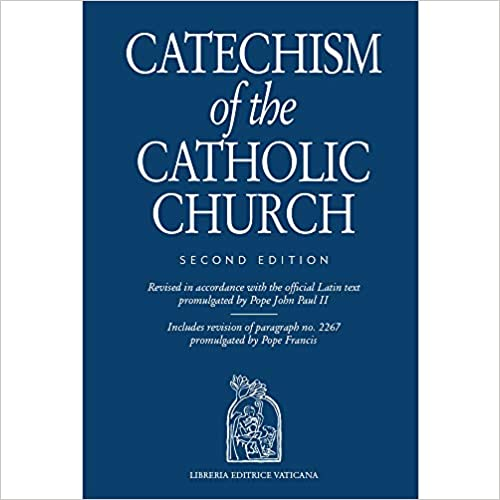 CATECHISM
of the
CATHOLIC
CHURCH
SECOND EDITION
Revised in accordance with the official Latin text
promulgated by Pope John Paul II
Includes revision of paragraph no. 2267
promulgated by Pope Francis
LIBRERIA EDITRICE VATICANA